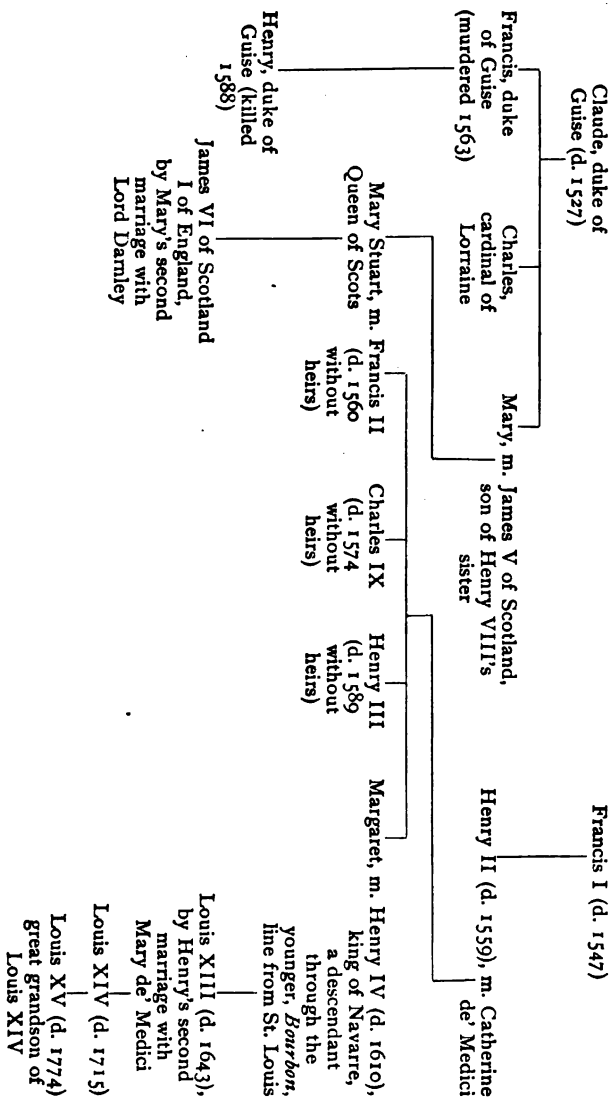 Claude, duke of
Guise (d. 1527)
Francis I (d. 1547)
Francis, duke
of Guise
(murdered 1563)
Charles,
cardinal of
Lorraine
Mary, m. James V of Scotland,
son of Henry VIII's
sister
Henry II (d. 1559), m. Catherine
de' Medici
Henry, duke of
Guise (killed
1588)
Mary Stuart, m. Francis II
Queen of Scots
(d. 1560
without
heirs)
Charles IX
(d. 1574
without
heirs)
Henry III
(d. 1589
without
heirs)
Margaret, m. Henry IV (d. 1610),
king of Navarre,
a descendant
through the
younger, Bourbon,
line from St. Louis
James VI of Scotland
I of England,
by Mary's second
marriage with
Lord Darnley
Louis XIII (d. 1643),
by Henry's second
marriage with
Mary de' Medici
Louis XIV (d. 1715)
Louis XV (d. 1774)
great grandson of
Louis XIV